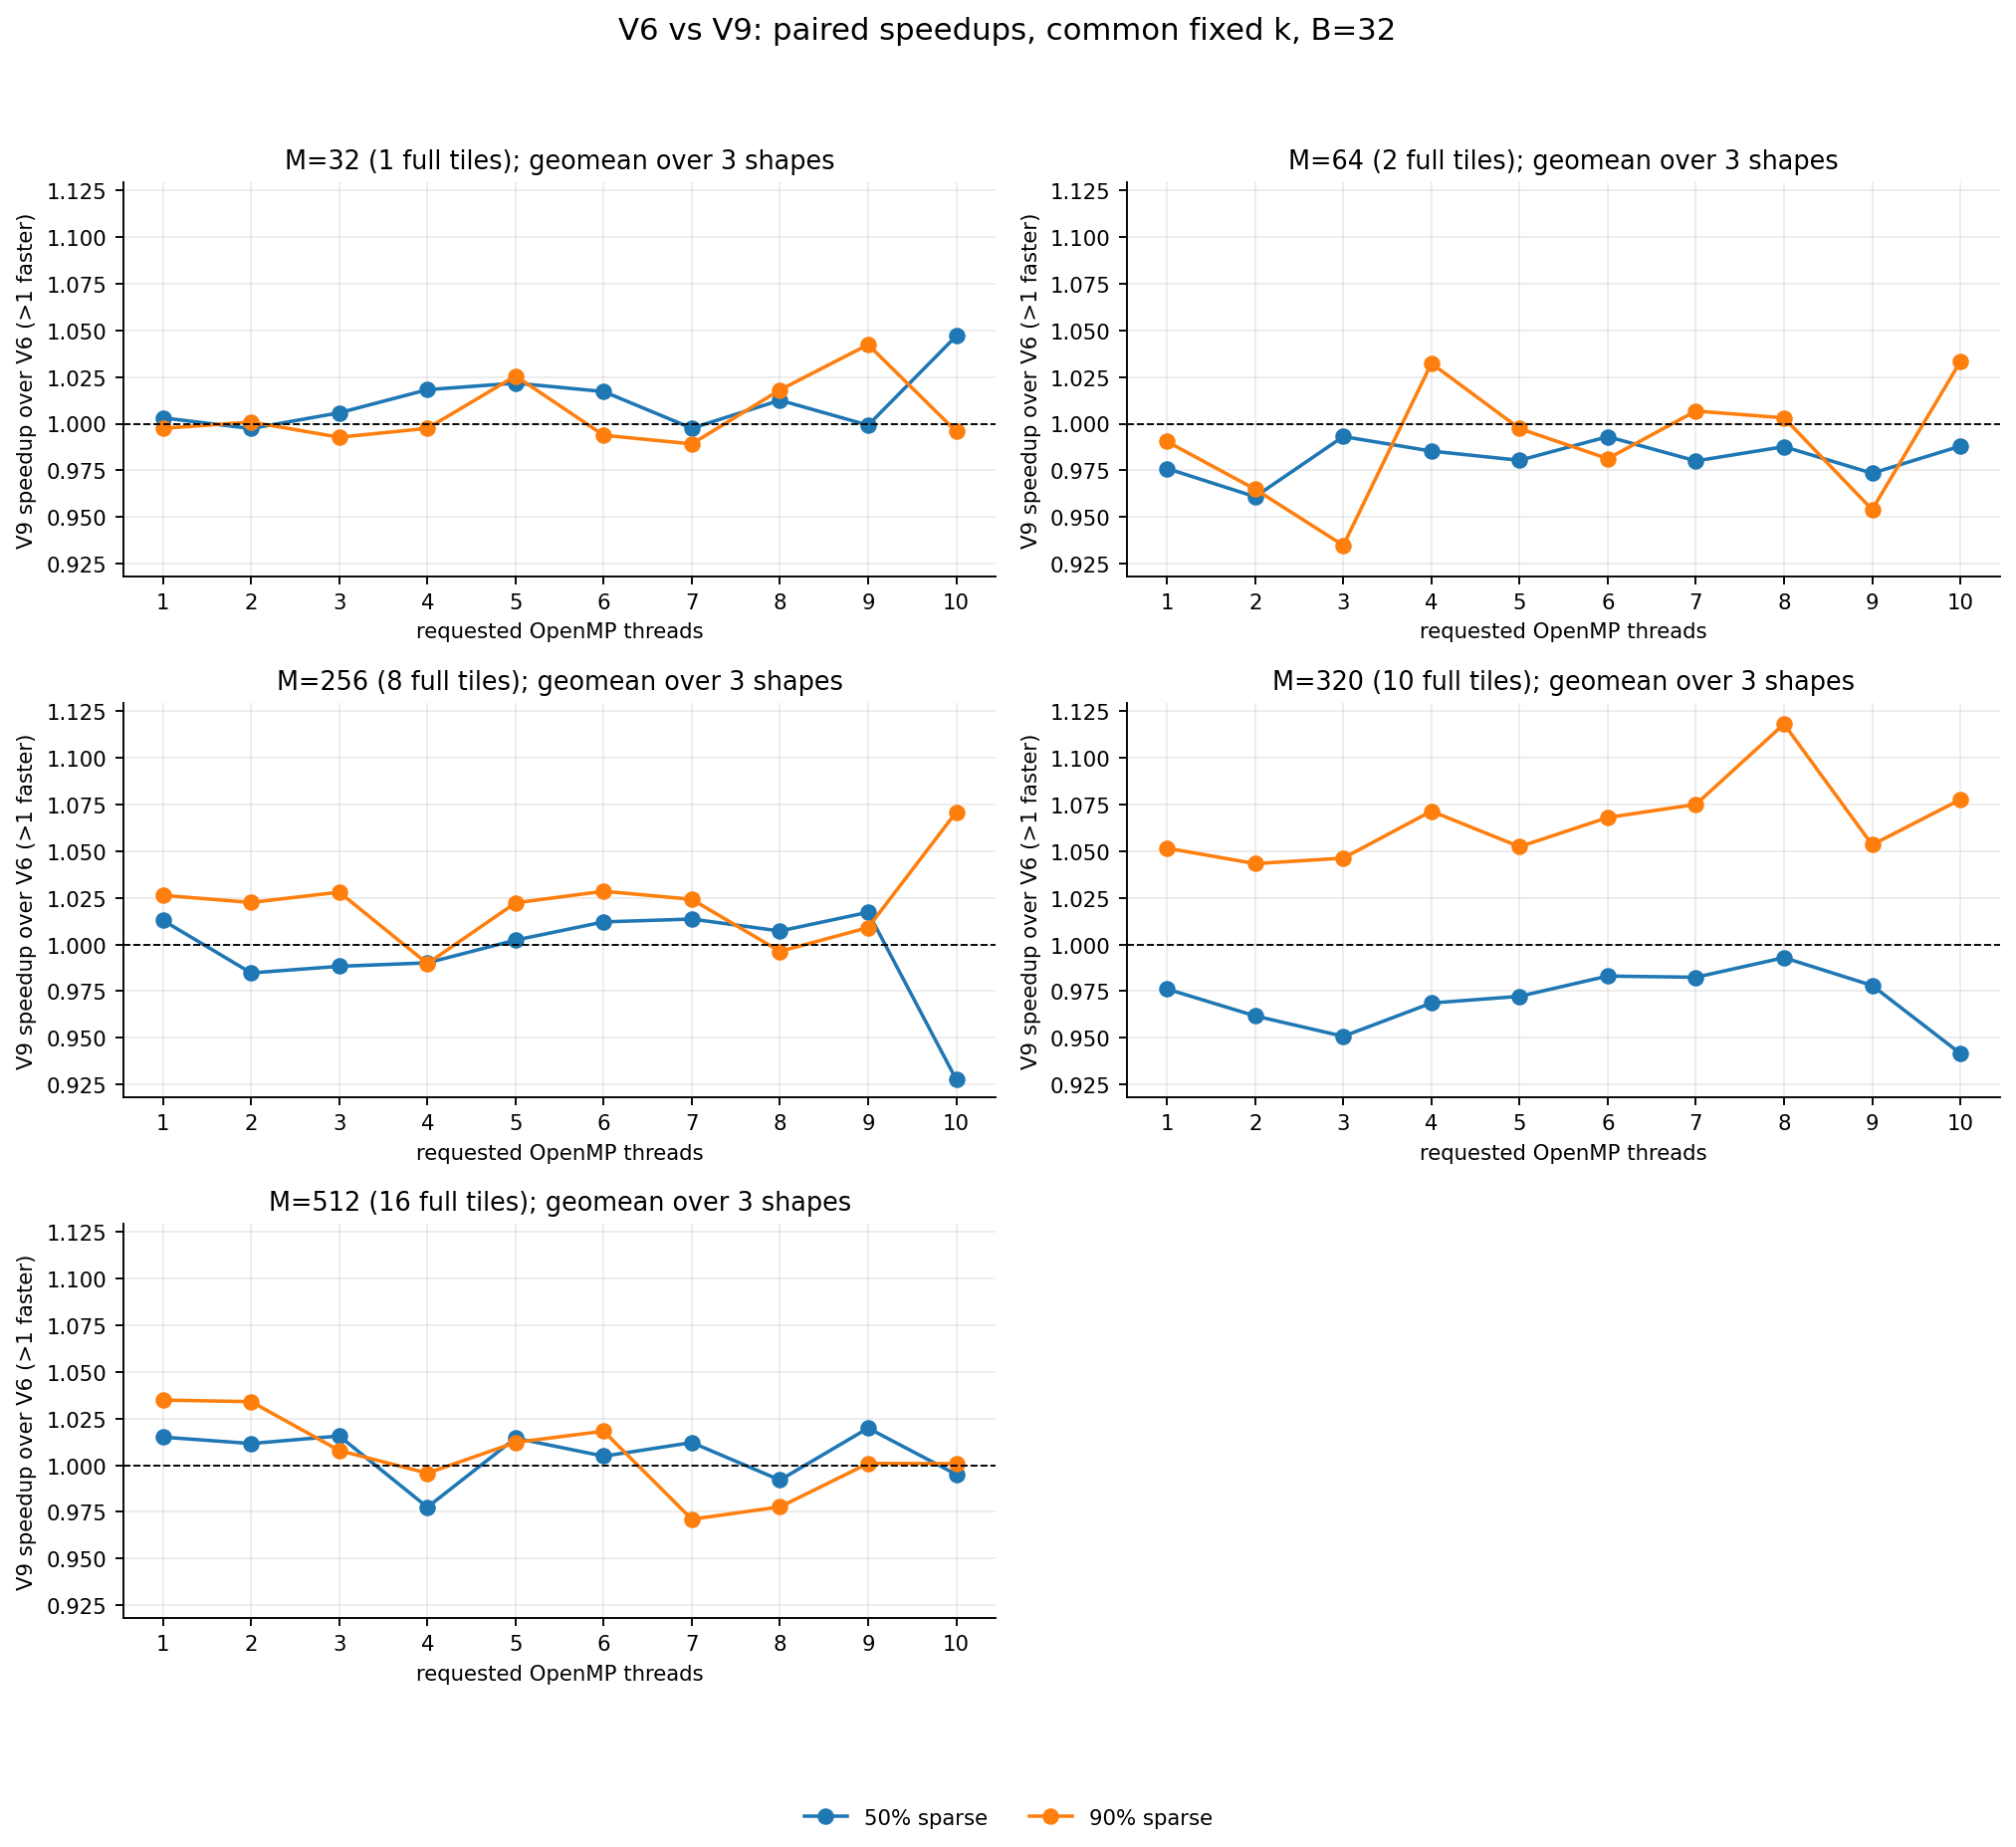 V6 vs V9: paired speedups, common fixed k, B=32
M=32 (1 full tiles); geomean over 3 shapes
V9 speedup over V6 (>1 faster)
1.125
1.100
1.075
1.050
1.025
1.000
0.975
0.950
0.925
1 2 3 4 5 6 7 8 9 10
requested OpenMP threads
M=64 (2 full tiles); geomean over 3 shapes
V9 speedup over V6 (>1 faster)
1.125
1.100
1.075
1.050
1.025
1.000
0.975
0.950
0.925
1 2 3 4 5 6 7 8 9 10
requested OpenMP threads
M=256 (8 full tiles); geomean over 3 shapes
V9 speedup over V6 (>1 faster)
1.125
1.100
1.075
1.050
1.025
1.000
0.975
0.950
0.925
1 2 3 4 5 6 7 8 9 10
requested OpenMP threads
M=320 (10 full tiles); geomean over 3 shapes
V9 speedup over V6 (>1 faster)
1.125
1.100
1.075
1.050
1.025
1.000
0.975
0.950
0.925
1 2 3 4 5 6 7 8 9 10
requested OpenMP threads
M=512 (16 full tiles); geomean over 3 shapes
V9 speedup over V6 (>1 faster)
1.125
1.100
1.075
1.050
1.025
1.000
0.975
0.950
0.925
1 2 3 4 5 6 7 8 9 10
requested OpenMP threads
50% sparse 90% sparse